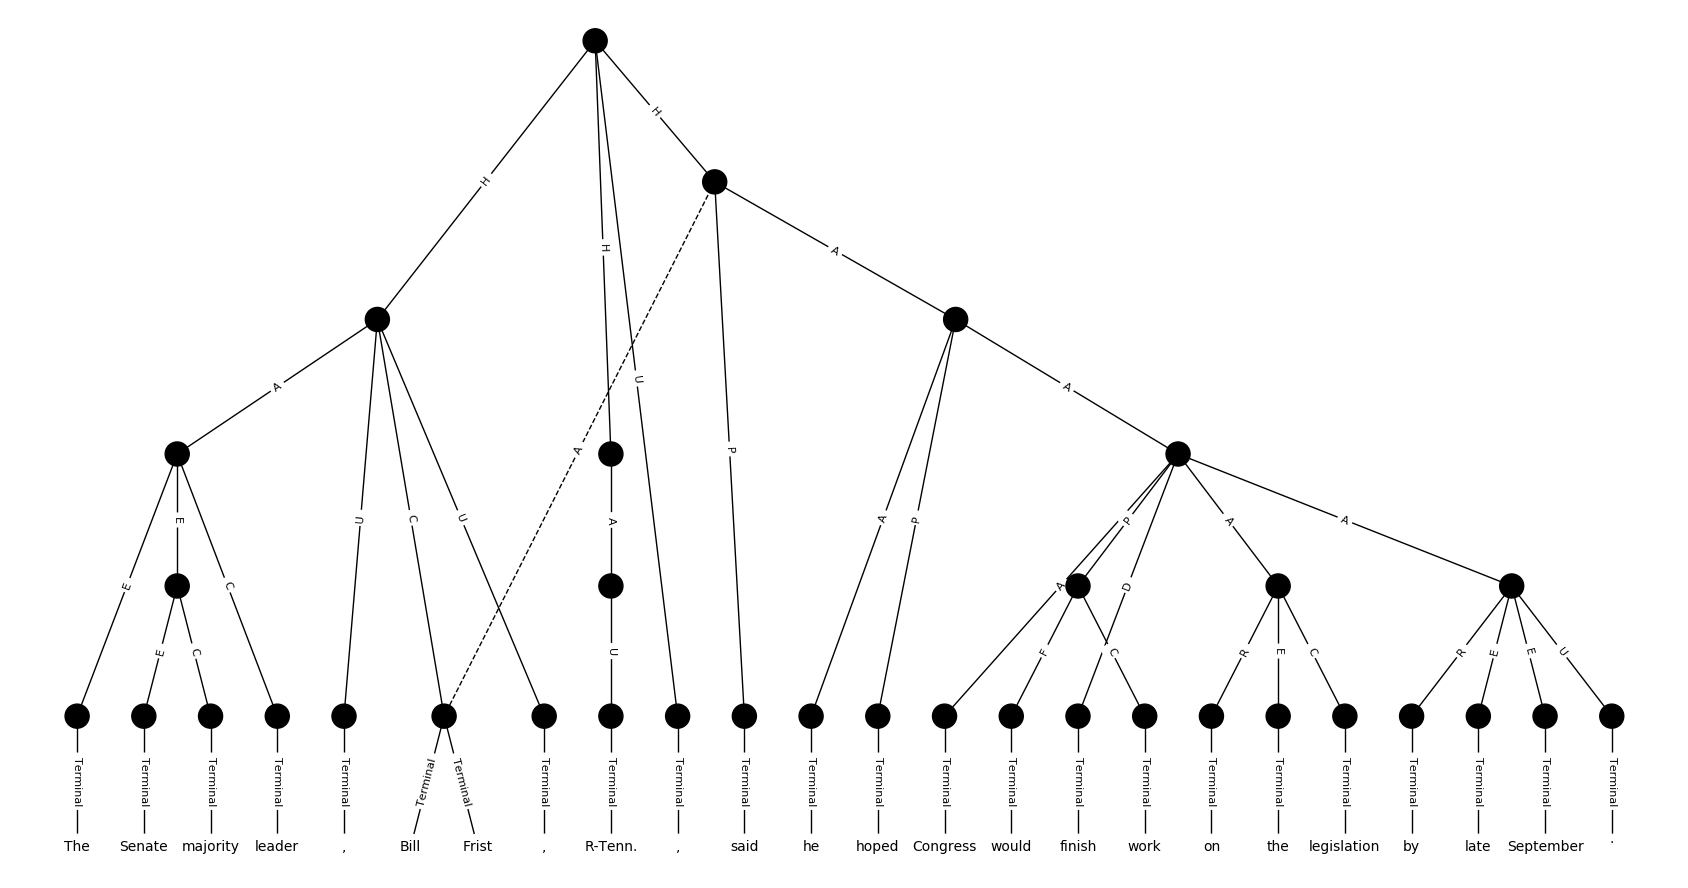 H
H
H
A
U
A
A
A
P
E
E
C
U
C
U
A
A
P
P
A
A
A
D
E
C
U
F
C
R
E
C
R
E
E
U
Terminal Terminal Terminal Terminal Terminal Terminal Terminal Terminal Terminal Terminal Terminal Terminal Terminal Terminal Terminal Terminal Terminal Terminal Terminal Terminal Terminal Terminal Terminal Terminal
The Senate majority leader , Bill Frist , R-Tenn. , said he hoped Congress would finish work on the legislation by late September .